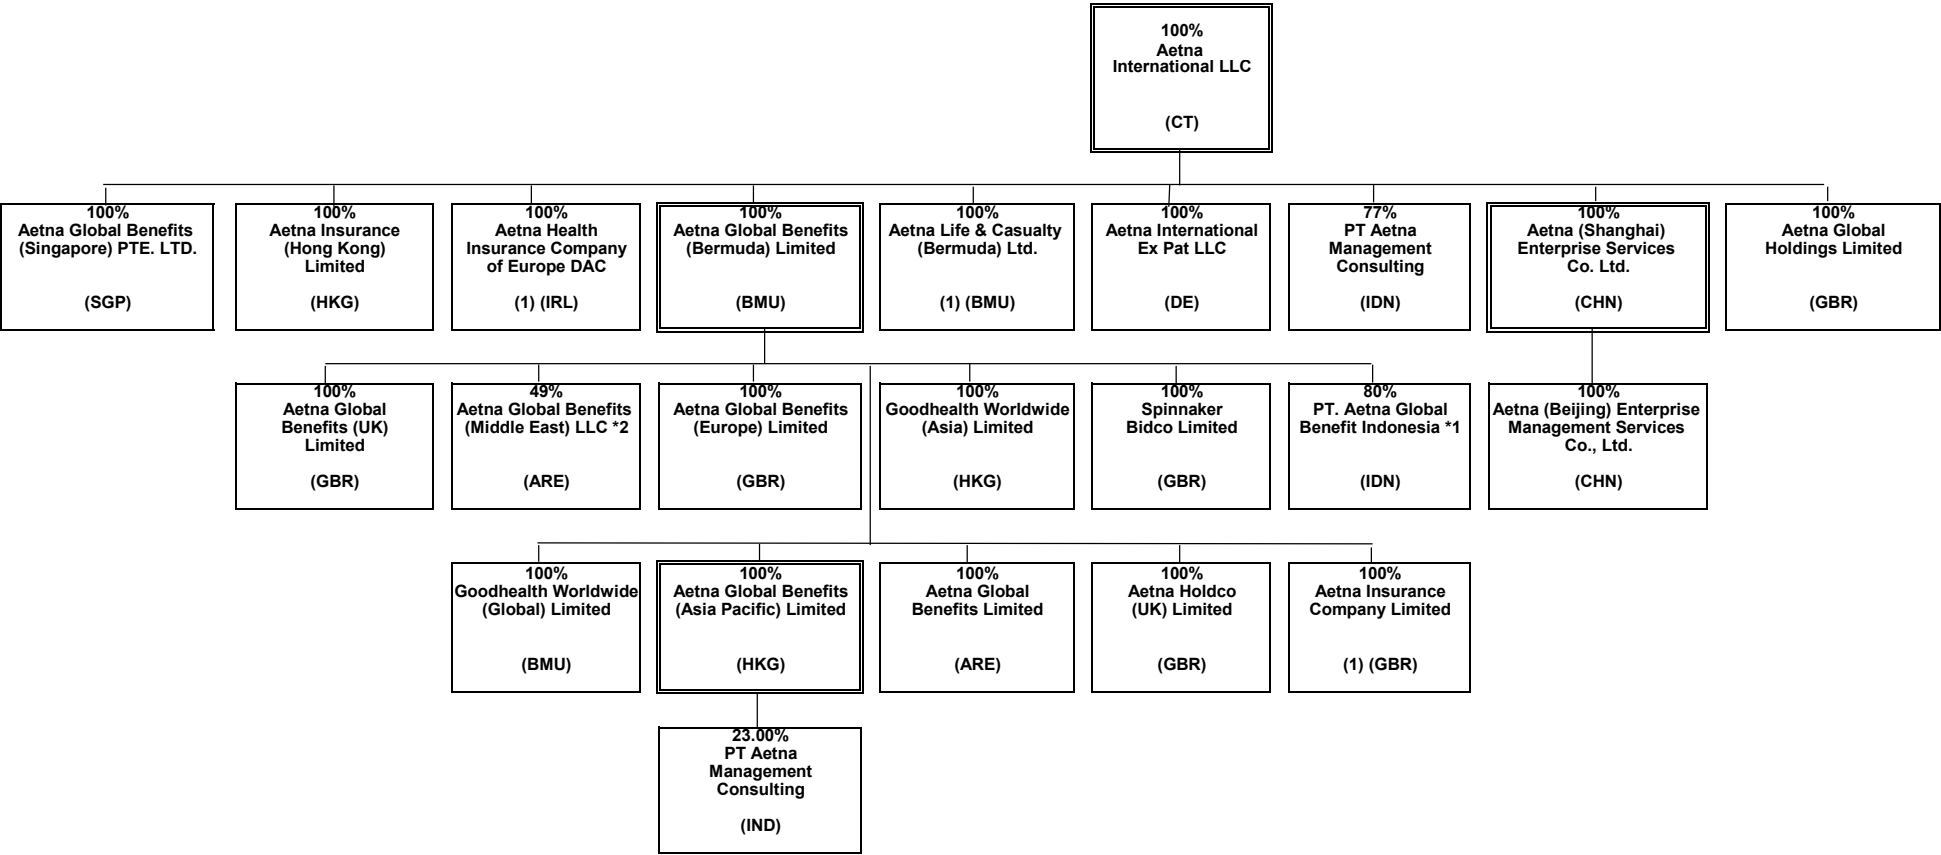 100%
Aetna
International LLC
(CT)
100%
Aetna Global Benefits
(Singapore) PTE. LTD.
(SGP)
100%
Aetna Insurance
(Hong Kong)
Limited
(HKG)
100%
Aetna Health
Insurance Company
of Europe DAC
(1) (IRL)
100%
Aetna Global Benefits
(Bermuda) Limited
(BMU)
100%
Aetna Life & Casualty
(Bermuda) Ltd.
(1) (BMU)
100%
Aetna International
Ex Pat LLC
(DE)
77%
PT Aetna
Management
Consulting
(IDN)
100%
Aetna (Shanghai)
Enterprise Services
Co. Ltd.
(CHN)
100%
Aetna Global
Holdings Limited
(GBR)
100%
Aetna Global
Benefits (UK)
Limited
(GBR)
49%
Aetna Global Benefits
(Middle East) LLC *2
(ARE)
100%
Aetna Global Benefits
(Europe) Limited
(GBR)
100%
Goodhealth Worldwide
(Asia) Limited
(HKG)
100%
Spinnaker
Bidco Limited
(GBR)
80%
PT. Aetna Global
Benefit Indonesia *1
(IDN)
100%
Aetna (Beijing) Enterprise
Management Services
Co., Ltd.
(CHN)
100%
Goodhealth Worldwide
(Global) Limited
(BMU)
100%
Aetna Global Benefits
(Asia Pacific) Limited
(HKG)
100%
Aetna Global
Benefits Limited
(ARE)
100%
Aetna Holdco
(UK) Limited
(GBR)
100%
Aetna Insurance
Company Limited
(1) (GBR)
23.00%
PT Aetna
Management
Consulting
(IND)